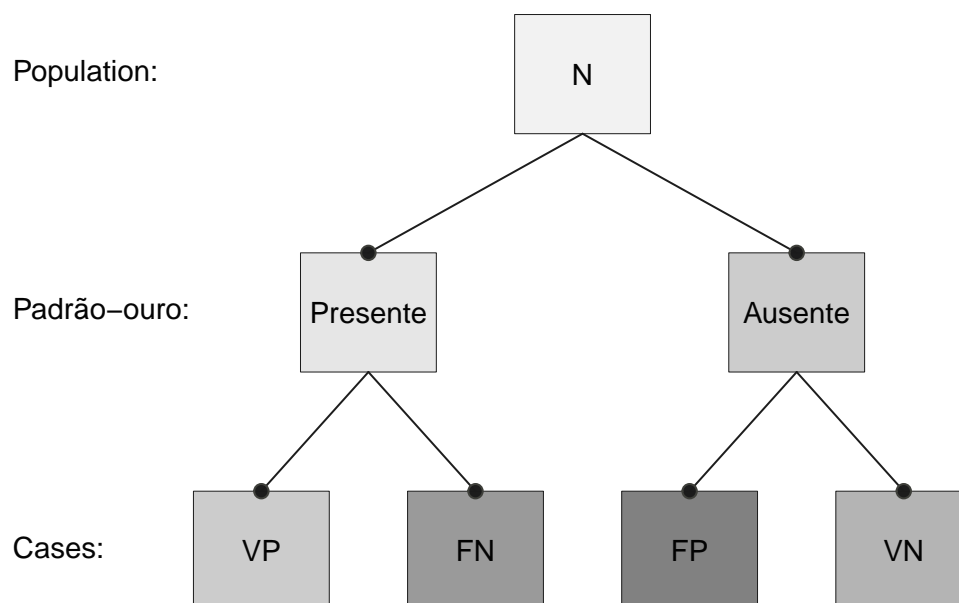 Population:
N
Padrão−ouro:
Presente
Ausente
Cases:
VP
FN
FP
VN